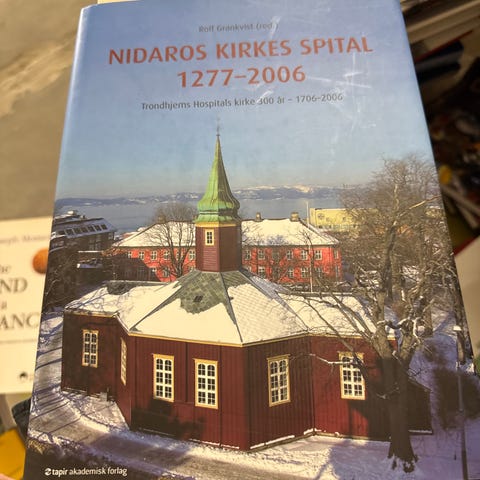 Rolf Grankvist (red.)
NIDAROS KIRKES SPITAL
1277–2006
Trondhjems Hospitals kirke 300 år – 1706–2006
tapir akademisk forlag